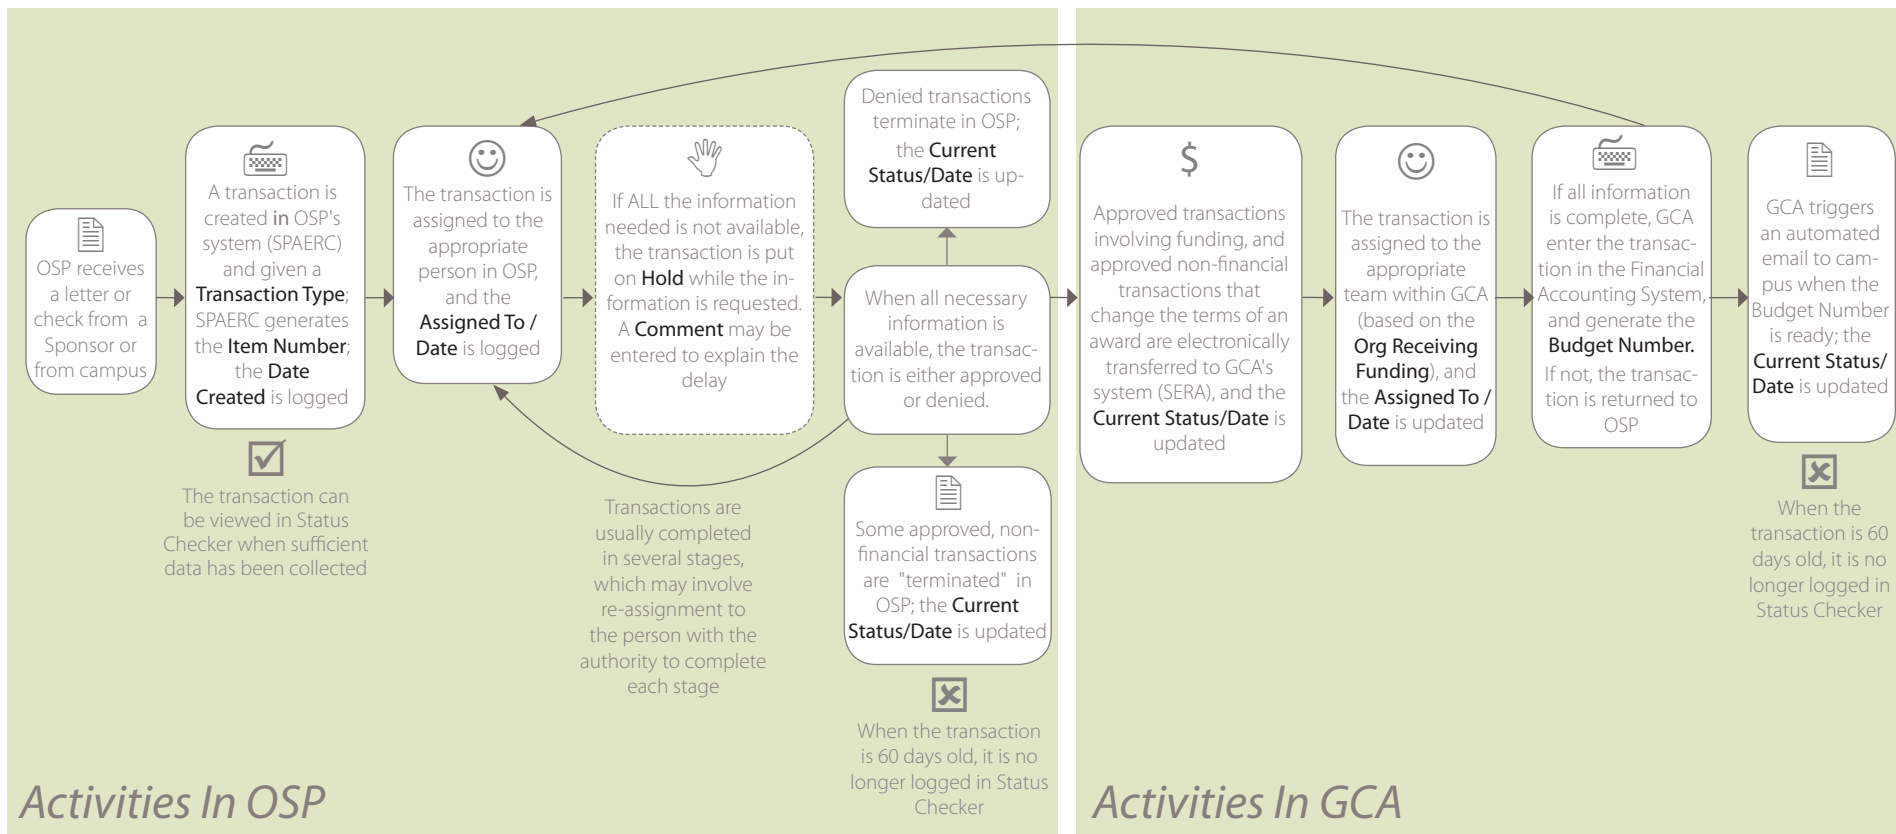 OSP receives
a letter or
check from a
Sponsor or
from campus
A transaction is
created in OSP's
system (SPAERC)
and given a
Transaction Type;
SPAERC generates
the Item Number;
the Date
Created is logged
The transaction can
be viewed in Status
Checker when sufficient
data has been collected
The transaction is
assigned to the
appropriate
person in OSP,
and the
Assigned To /
Date is logged
If ALL the information
needed is not available,
the transaction is put
on Hold while the in-
formation is requested.
A Comment may be
entered to explain the
delay
Transactions are
usually completed
in several stages,
which may involve
re-assignment to
the person with the
authority to complete
each stage
Denied transactions
terminate in OSP;
the Current
Status/Date is up-
dated
When all necessary
information is
available, the transac-
tion is either approved
or denied.
Some approved, non-
financial transactions
are "terminated" in
OSP; the Current
Status/Date is updated
When the transaction
is 60 days old, it is no
longer logged in Status
Checker
Activities In OSP
$
Approved transactions
involving funding, and
approved non-financial
transactions that
change the terms of an
award are electronically
transferred to GCA's
system (SERA), and the
Current Status/Date is
updated
The transaction is
assigned to the
appropriate
team within GCA
(based on the
Org Receiving
Funding), and
the Assigned To /
Date is updated
If all information
is complete, GCA
enter the transac-
tion in the Financial
Accounting System,
and generate the
Budget Number.
If not, the transac-
tion is returned to
OSP
GCA triggers
an automated
email to cam-
pus when the
Budget Number
is ready; the
Current Status/
Date is updated
When the
transaction is 60
days old, it is no
longer logged in
Status Checker
Activities In GCA